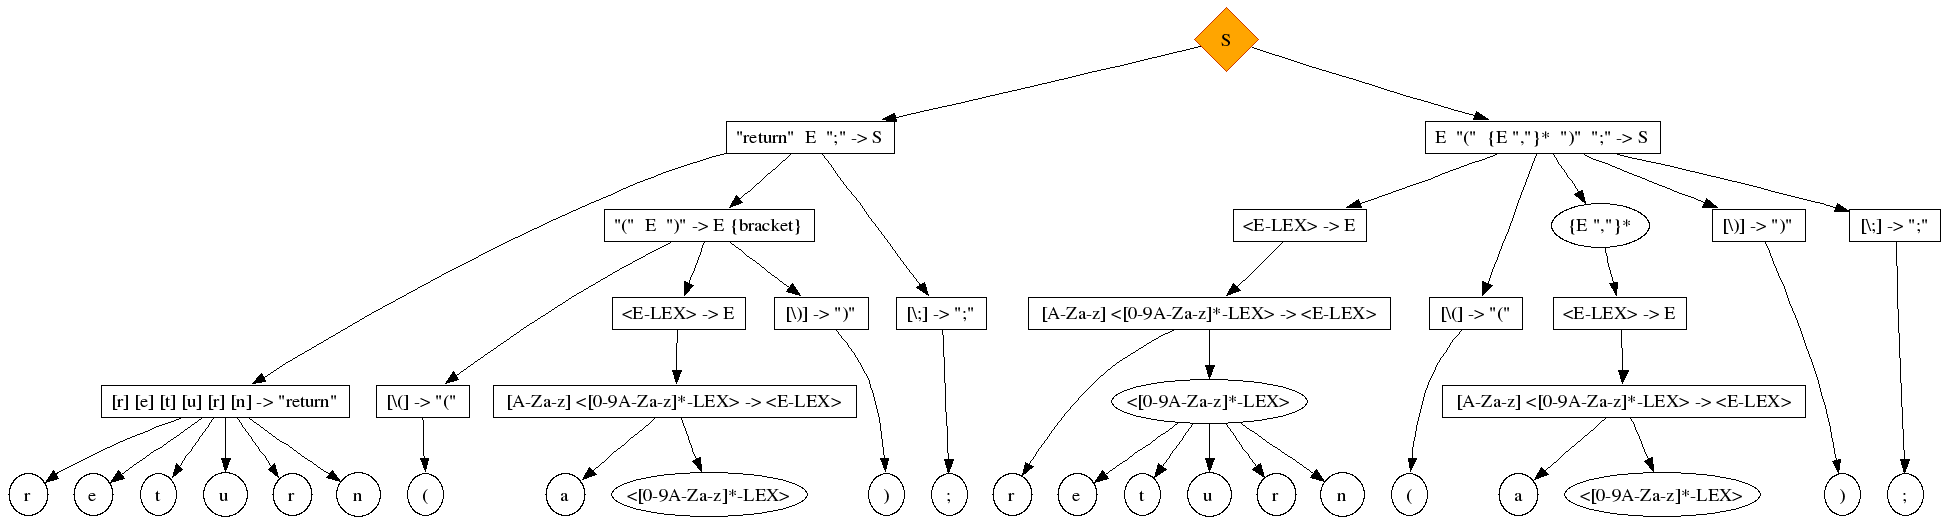 S
"return"  E  ";" -> S
E  "("  {E ","}*  ")"  ";" -> S
"("  E  ")" -> E {bracket}
<E-LEX> -> E
{E ","}*
[\)] -> ")"
[\;] -> ";"
<E-LEX> -> E
[\)] -> ")"
[\;] -> ";"
[A-Za-z] <[0-9A-Za-z]*-LEX> -> <E-LEX>
[\(] -> "("
<E-LEX> -> E
[r] [e] [t] [u] [r] [n] -> "return"
[\(] -> "("
[A-Za-z] <[0-9A-Za-z]*-LEX> -> <E-LEX>
<[0-9A-Za-z]*-LEX>
[A-Za-z] <[0-9A-Za-z]*-LEX> -> <E-LEX>
r
e
t
u
r
n
(
a
<[0-9A-Za-z]*-LEX>
)
;
r
e
t
u
r
n
(
a
<[0-9A-Za-z]*-LEX>
)
;